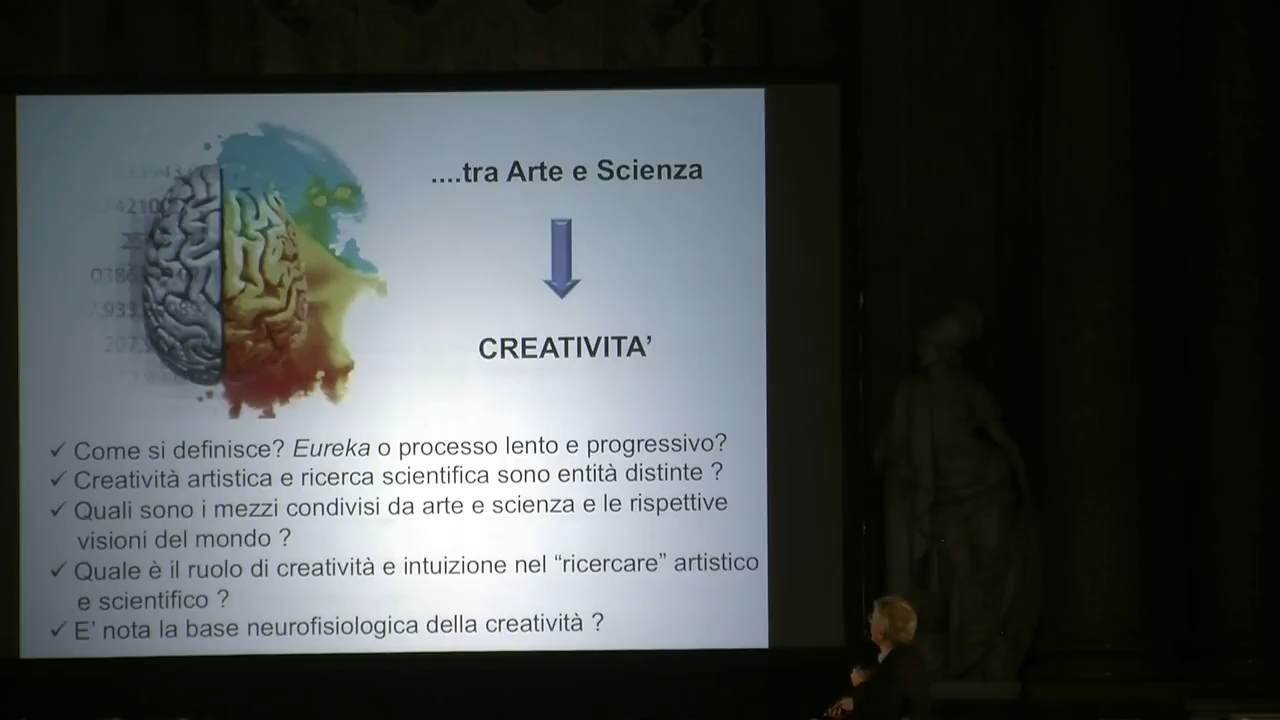 ....tra Arte e Scienza
CREATIVITA’
✓ Come si definisce? Eureka o processo lento e progressivo?
✓ Creatività artistica e ricerca scientifica sono entità distinte ?
✓ Quali sono i mezzi condivisi da arte e scienza e le rispettive
visioni del mondo ?
✓ Quale è il ruolo di creatività e intuizione nel “ricercare” artistico
e scientifico ?
✓ E’ nota la base neurofisiologica della creatività ?